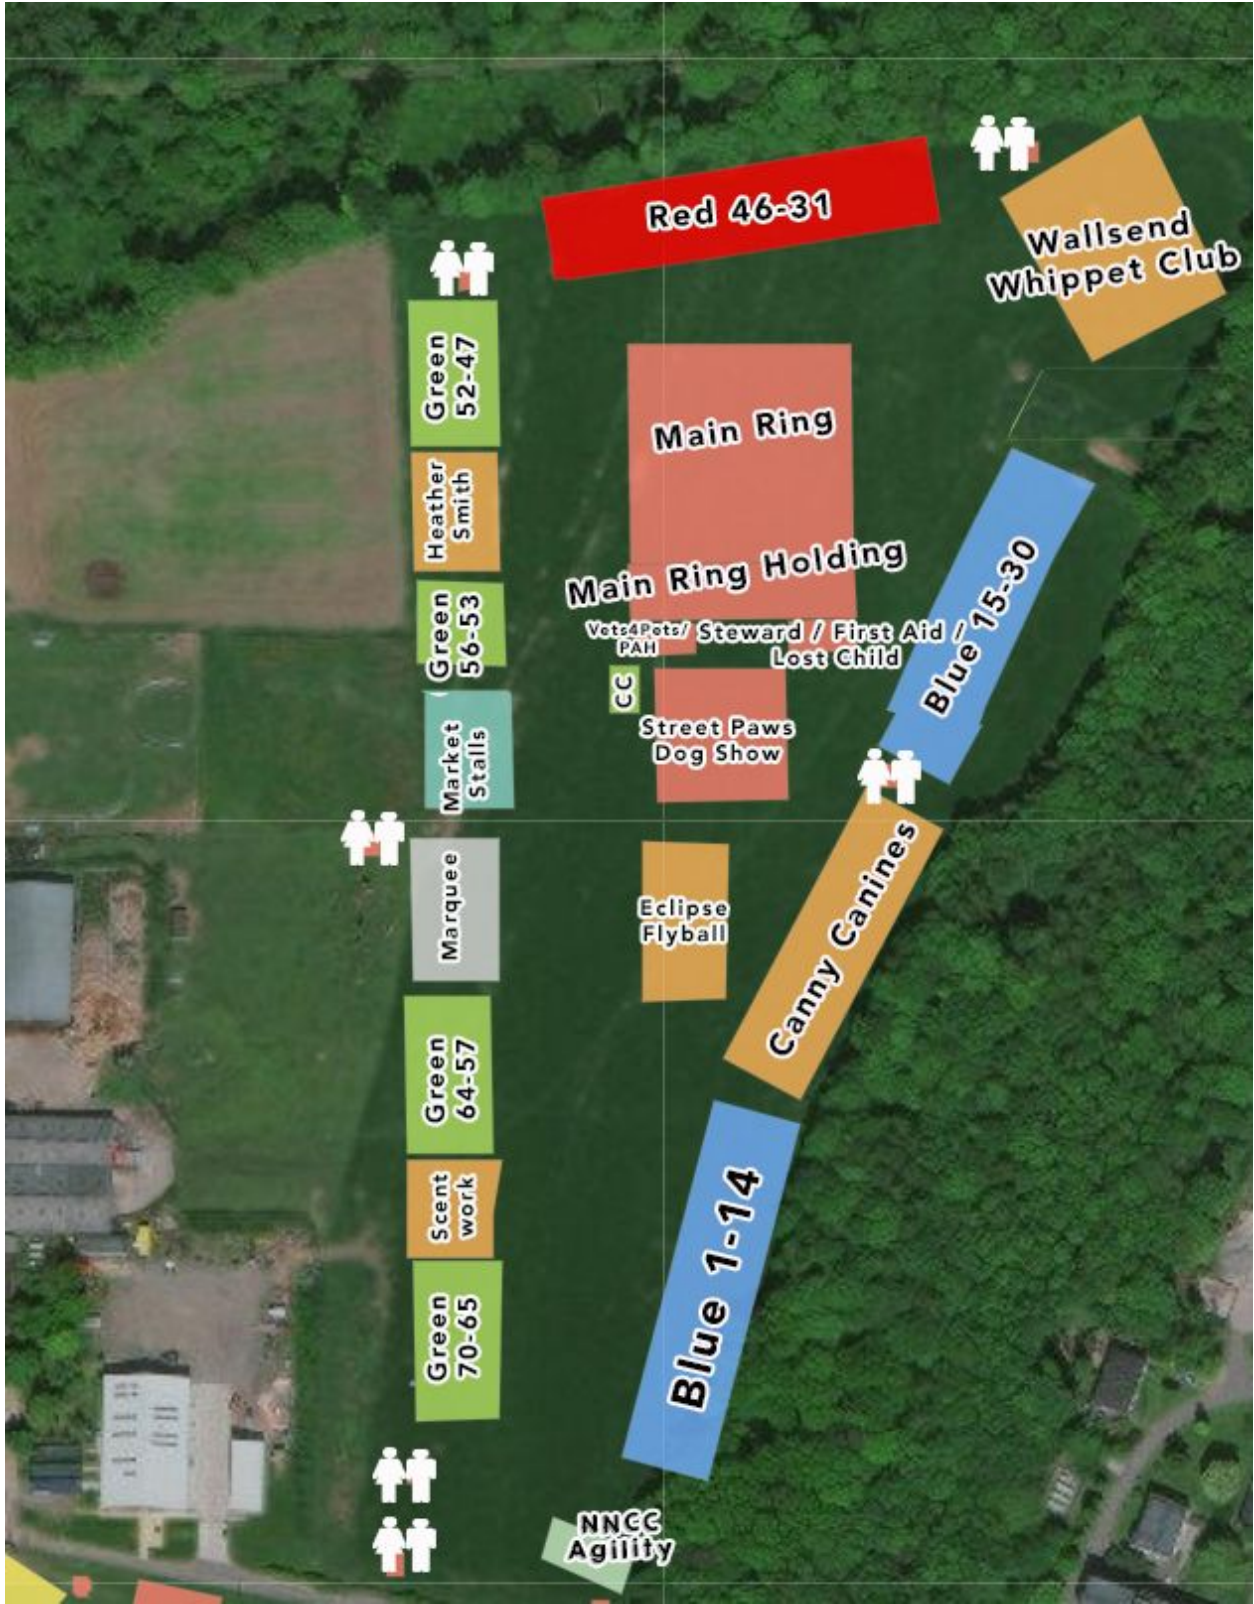 Red 46-31
Wallsend
Whippet Club
Green
52-47
Main Ring
Heather
Smith
Main Ring Holding
Blue 15-30
Green
56-53
Vets4Pets/
PAH
Steward / First Aid /
Lost Child
CC
Street Paws
Dog Show
Market
Stalls
Marquee
Eclipse
Flyball
Canny Canines
Green
64-57
Scent
work
Blue 1-14
Green
70-65
NNCC
Agility